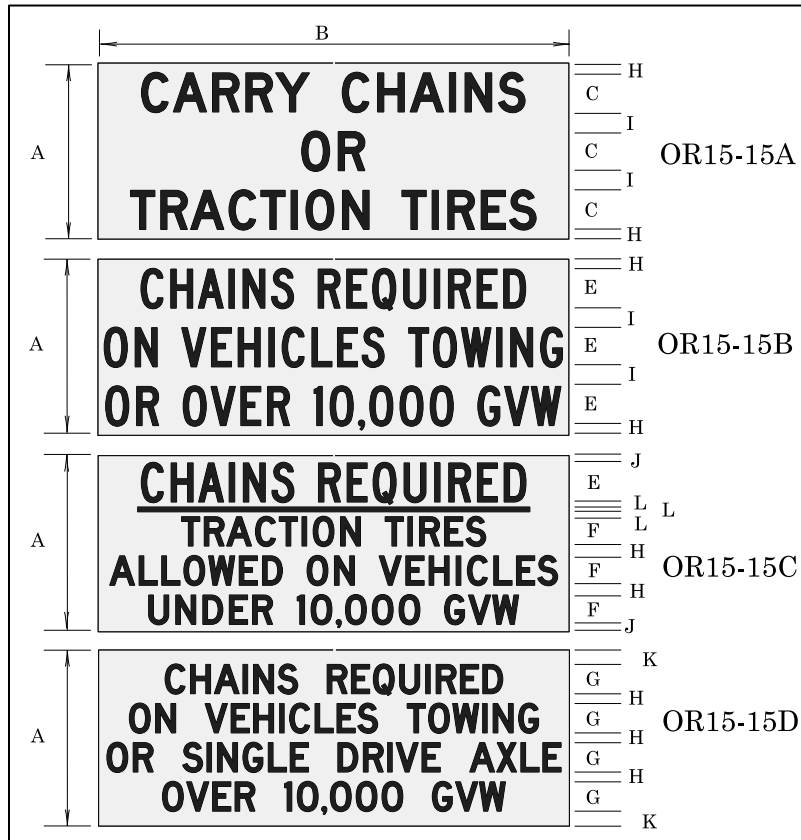 B
A
CARRY CHAINS
OR
TRACTION TIRES
H
C
I
C
I
C
H
OR15-15A
A
CHAINS REQUIRED
ON VEHICLES TOWING
OR OVER 10,000 GVW
H
E
I
E
I
E
H
OR15-15B
A
CHAINS REQUIRED
TRACTION TIRES
ALLOWED ON VEHICLES
UNDER 10,000 GVW
J
E
L
L
L
F
H
F
H
F
J
OR15-15C
A
CHAINS REQUIRED
ON VEHICLES TOWING
OR SINGLE DRIVE AXLE
OVER 10,000 GVW
K
G
H
G
H
G
H
G
K
OR15-15D